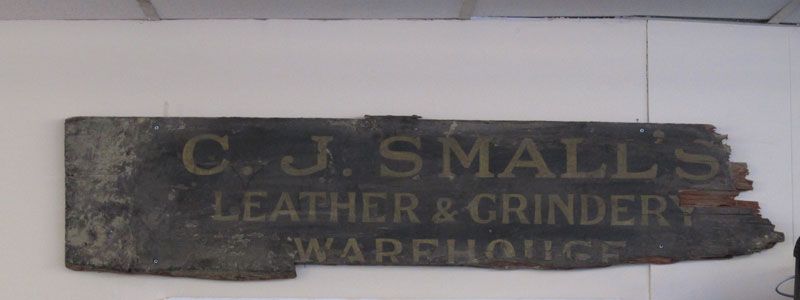 C. J. SMALL'S
LEATHER & GRINDERY
WAREHOUSE